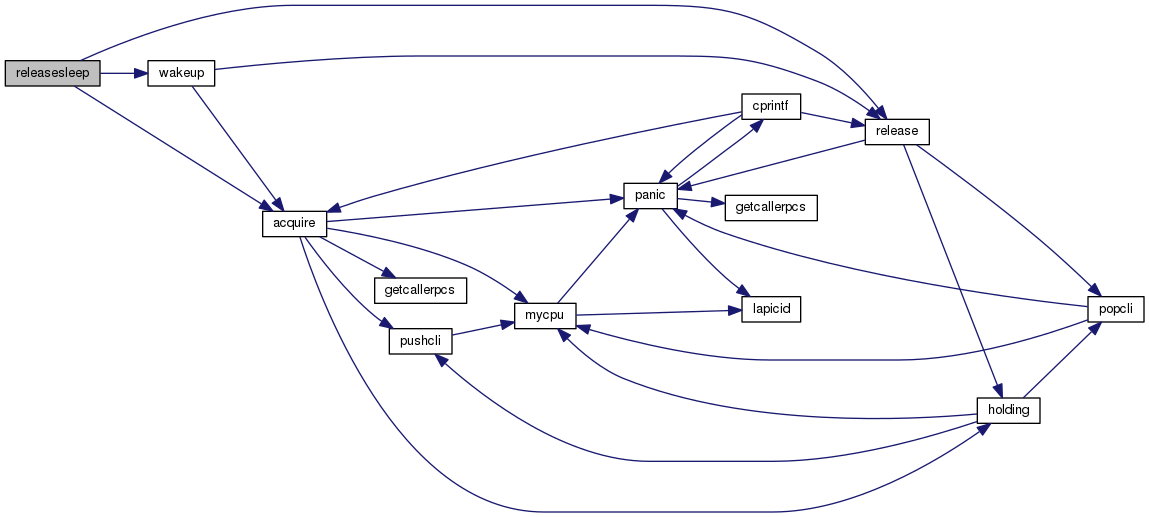 releasesleep
wakeup
cprintf
release
panic
getcallerpcs
acquire
getcallerpcs
mycpu
lapicid
popcli
pushcli
holding